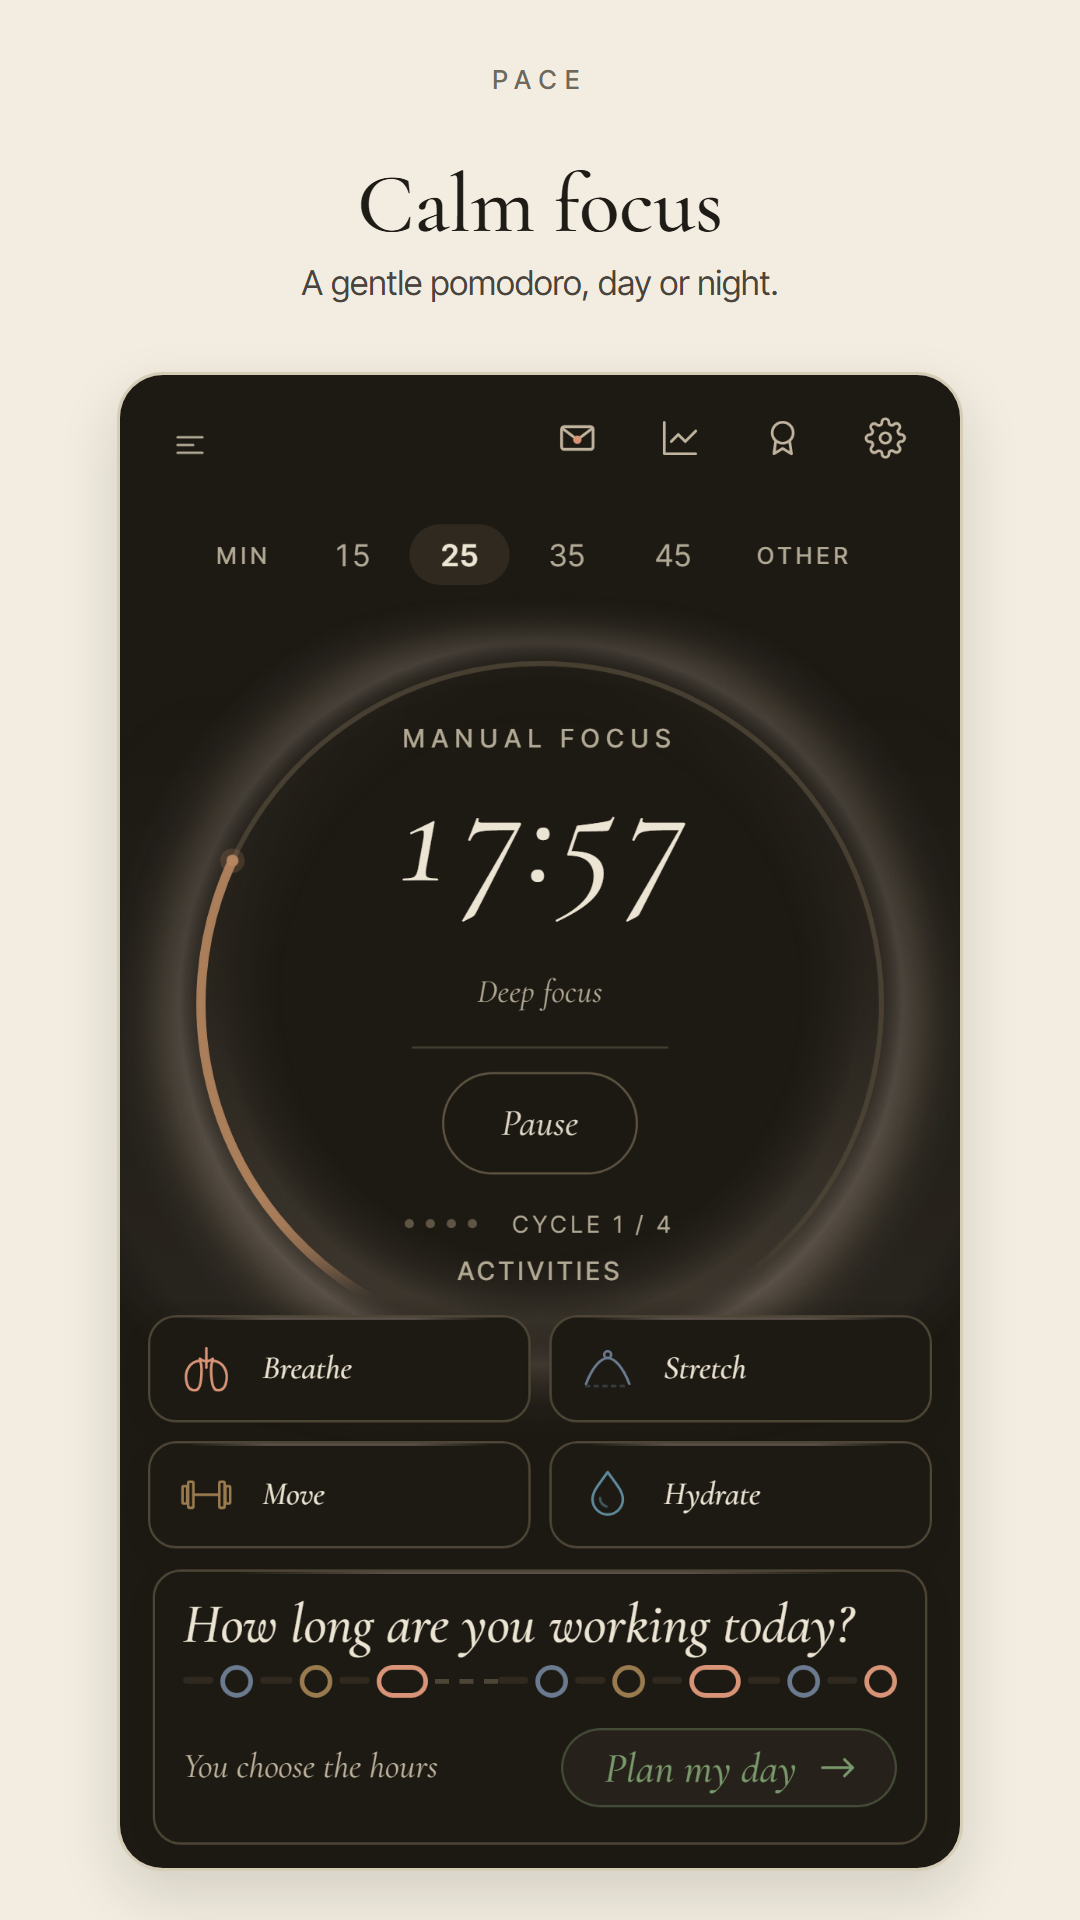 PACE
Calm focus
A gentle pomodoro, day or night.
MIN 15 25 35 45 OTHER
MANUAL FOCUS
17:57
Deep focus
Pause
CYCLE 1 / 4
ACTIVITIES
Breathe Stretch
Move Hydrate
How long are you working today?
You choose the hours Plan my day →